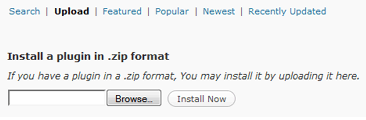 Search | Upload | Featured | Popular | Newest | Recently Updated
Install a plugin in .zip format
If you have a plugin in a .zip format, You may install it by uploading it here.
Browse... Install Now